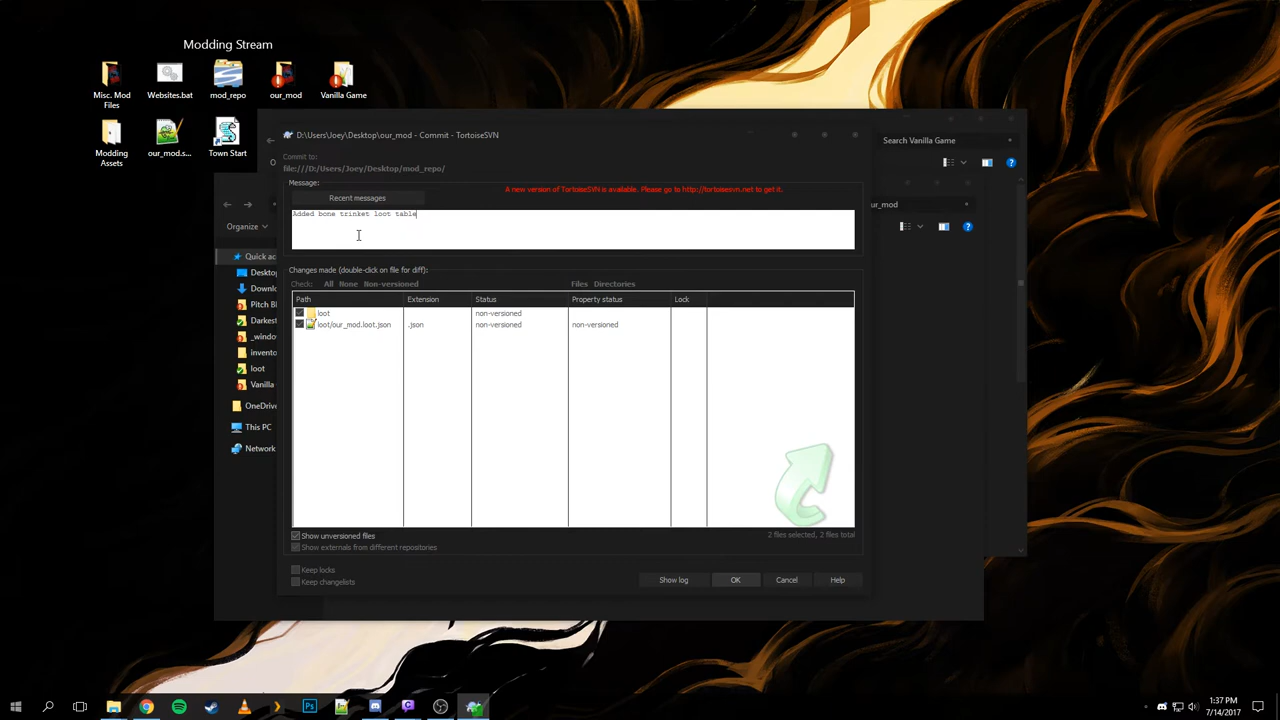 Modding Stream
Misc. Mod
Files
Websites.bat
mod_repo
our_mod
Vanilla Game
Modding
Assets
our_mod.s...
Town Start
D:\Users\Joey\Desktop\our_mod - Commit - TortoiseSVN
Search Vanilla Game
Commit to:
file:///D:/Users/Joey/Desktop/mod_repo/
Message:
A new version of TortoiseSVN is available. Please go to http://tortoisesvn.net to get it.
Recent messages
our_mod
Added bone trinket loot table
Organize
Quick ac
Desktop
Downlo
Pitch Bl
Darkest
_window
invento
loot
Vanilla
OneDrive
This PC
Network
Changes made (double-click on file for diff):
Check: All None Non-versioned Files Directories
Path Extension Status Property status Lock
loot non-versioned
loot/our_mod.loot.json .json non-versioned non-versioned
Show unversioned files
2 files selected, 2 files total
Show externals from different repositories
Keep locks
Keep changelists
Show log OK Cancel Help
1:37 PM
7/14/2017